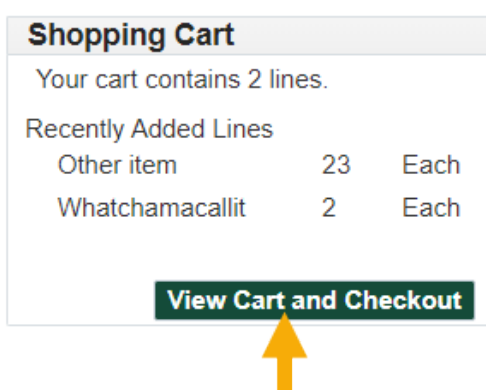 Shopping Cart
Your cart contains 2 lines.
Recently Added Lines
Other item 23 Each
Whatchamacallit 2 Each
View Cart and Checkout